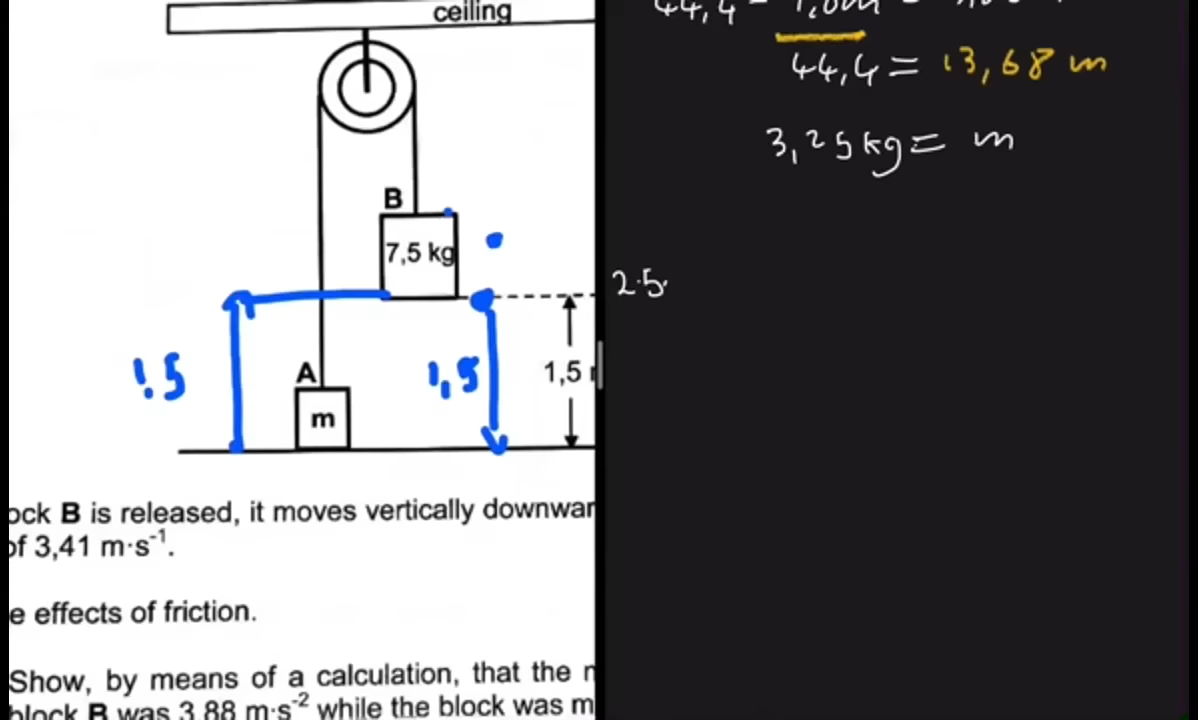 ceiling
44,4 = 13,68 m
3,25 kg = m
B
7,5 kg
2.5.
1,5
1,5
1,5
A
m
ock B is released, it moves vertically downwar
of 3,41 m·s⁻¹.
e effects of friction.
Show, by means of a calculation, that the
block B was 3,88 m·s⁻² while the block was m